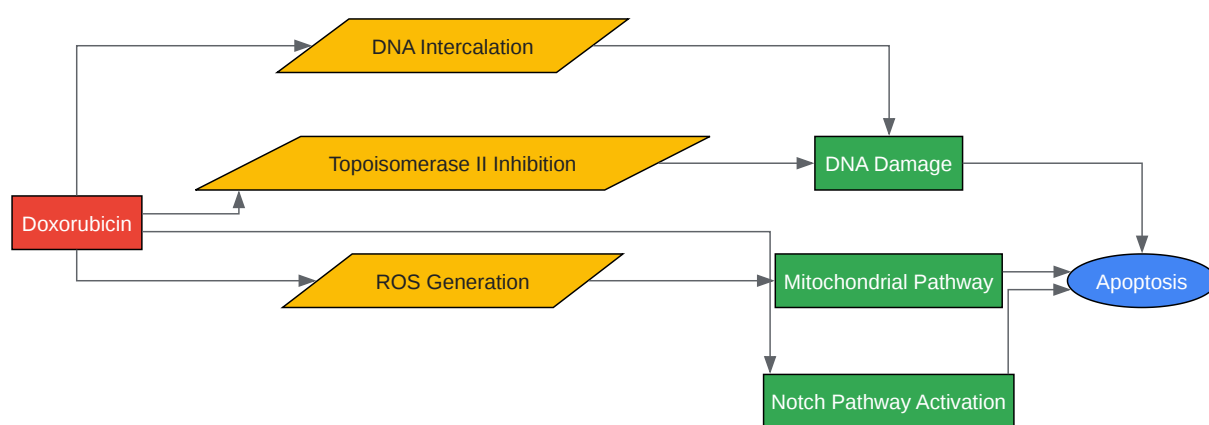 DNA Intercalation
Topoisomerase II Inhibition
DNA Damage
Doxorubicin
ROS Generation
Mitochondrial Pathway
Apoptosis
Notch Pathway Activation